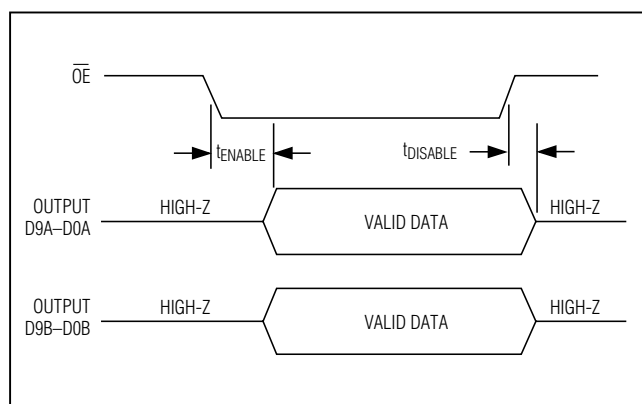 OE
tENABLE
tDISABLE
OUTPUT
D9A–D0A
HIGH-Z
VALID DATA
HIGH-Z
OUTPUT
D9B–D0B
HIGH-Z
VALID DATA
HIGH-Z